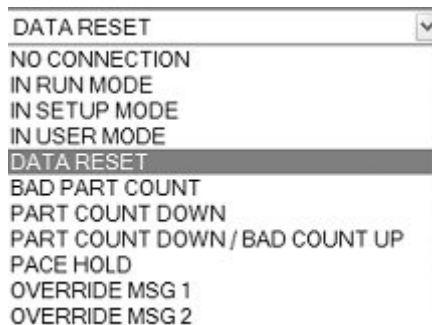 DATA RESET
NO CONNECTION
IN RUN MODE
IN SETUP MODE
IN USER MODE
DATA RESET
BAD PART COUNT
PART COUNT DOWN
PART COUNT DOWN / BAD COUNT UP
PACE HOLD
OVERRIDE MSG 1
OVERRIDE MSG 2